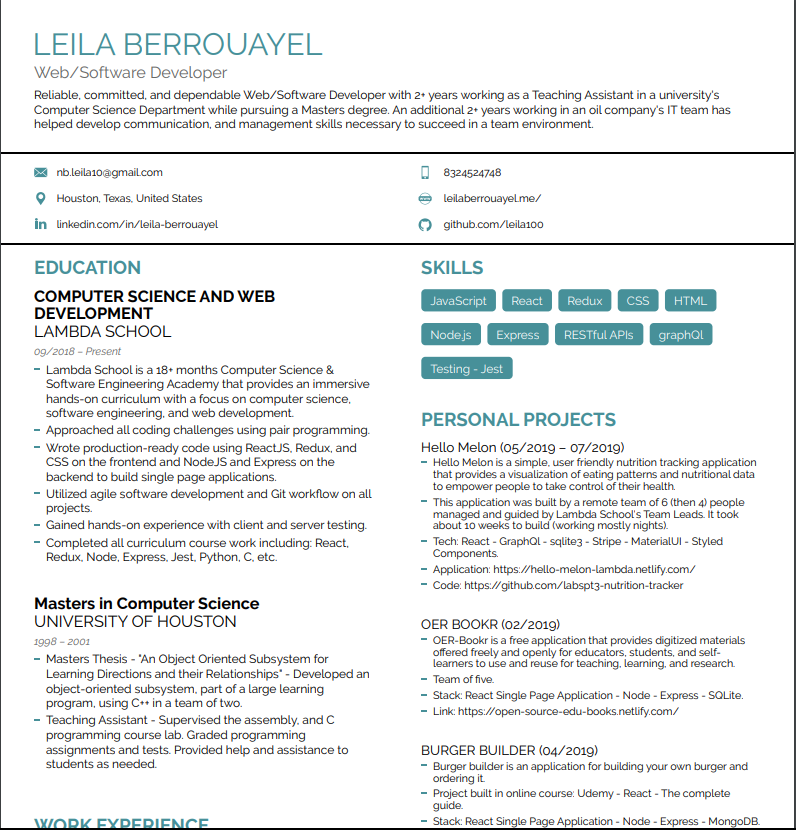 LEILA BERROUAYEL
Web/Software Developer
Reliable, committed, and dependable Web/Software Developer with 2+ years working as a Teaching Assistant in a university's
Computer Science Department while pursuing a Masters degree. An additional 2+ years working in an oil company's IT team has
helped develop communication, and management skills necessary to succeed in a team environment.
nb.leila10@gmail.com
8324524748
Houston, Texas, United States
leilaberrouayel.me/
linkedin.com/in/leila-berrouayel
github.com/leila100
EDUCATION
COMPUTER SCIENCE AND WEB
DEVELOPMENT
LAMBDA SCHOOL
09/2018 – Present
Lambda School is a 18+ months Computer Science &
Software Engineering Academy that provides an immersive
hands-on curriculum with a focus on computer science,
software engineering, and web development.
Approached all coding challenges using pair programming.
Wrote production-ready code using ReactJS, Redux, and
CSS on the frontend and NodeJS and Express on the
backend to build single page applications.
Utilized agile software development and Git workflow on all
projects.
Gained hands-on experience with client and server testing.
Completed all curriculum course work including: React,
Redux, Node, Express, Jest, Python, C, etc.
Masters in Computer Science
UNIVERSITY OF HOUSTON
1998 – 2001
Masters Thesis - "An Object Oriented Subsystem for
Learning Directions and their Relationships" - Developed an
object-oriented subsystem, part of a large learning
program, using C++ in a team of two.
Teaching Assistant - Supervised the assembly, and C
programming course lab. Graded programming
assignments and tests. Provided help and assistance to
students as needed.
WORK EXPERIENCE
SKILLS
JavaScript React Redux CSS HTML
Node.js Express RESTful APIs graphQl
Testing - Jest
PERSONAL PROJECTS
Hello Melon (05/2019 – 07/2019)
Hello Melon is a simple, user friendly nutrition tracking application
that provides a visualization of eating patterns and nutritional data
to empower people to take control of their health.
This application was built by a remote team of 6 (then 4) people
managed and guided by Lambda School's Team Leads. It took
about 10 weeks to build (working mostly nights).
Tech: React - GraphQl - sqlite3 - Stripe - MaterialUI - Styled
Components.
Application: https://hello-melon-lambda.netlify.com/
Code: https://github.com/labspt3-nutrition-tracker
OER BOOKR (02/2019)
OER-Bookr is a free application that provides digitized materials
offered freely and openly for educators, students, and self-
learners to use and reuse for teaching, learning, and research.
Team of five.
Stack: React Single Page Application - Node - Express - SQLite.
Link: https://open-source-edu-books.netlify.com/
BURGER BUILDER (04/2019)
Burger builder is an application for building your own burger and
ordering it.
Project built in online course: Udemy - React - The complete
guide.
Stack: React Single Page Application - Node - Express - MongoDB.